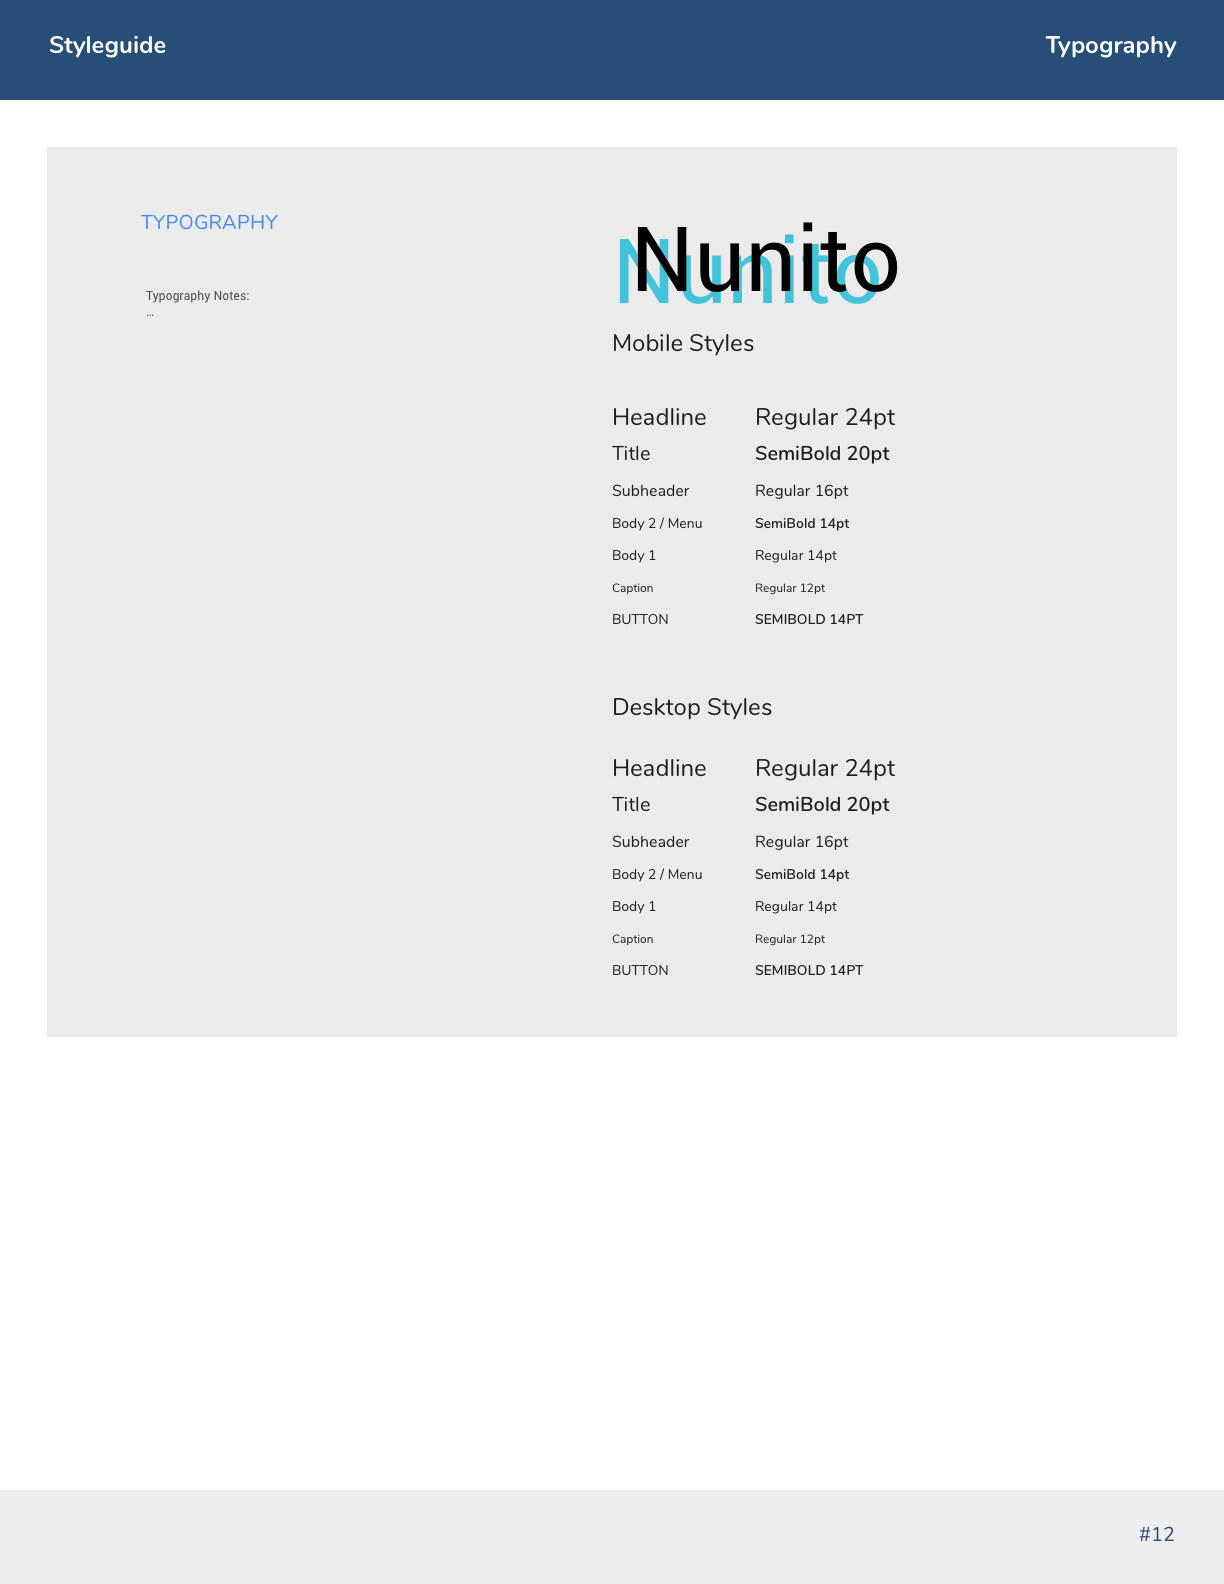 Styleguide
Typography
TYPOGRAPHY
Typography Notes:
...
Nunito
Mobile Styles
Headline Regular 24pt
Title SemiBold 20pt
Subheader Regular 16pt
Body 2 / Menu SemiBold 14pt
Body 1 Regular 14pt
Caption Regular 12pt
BUTTON SEMIBOLD 14PT
Desktop Styles
Headline Regular 24pt
Title SemiBold 20pt
Subheader Regular 16pt
Body 2 / Menu SemiBold 14pt
Body 1 Regular 14pt
Caption Regular 12pt
BUTTON SEMIBOLD 14PT
#12